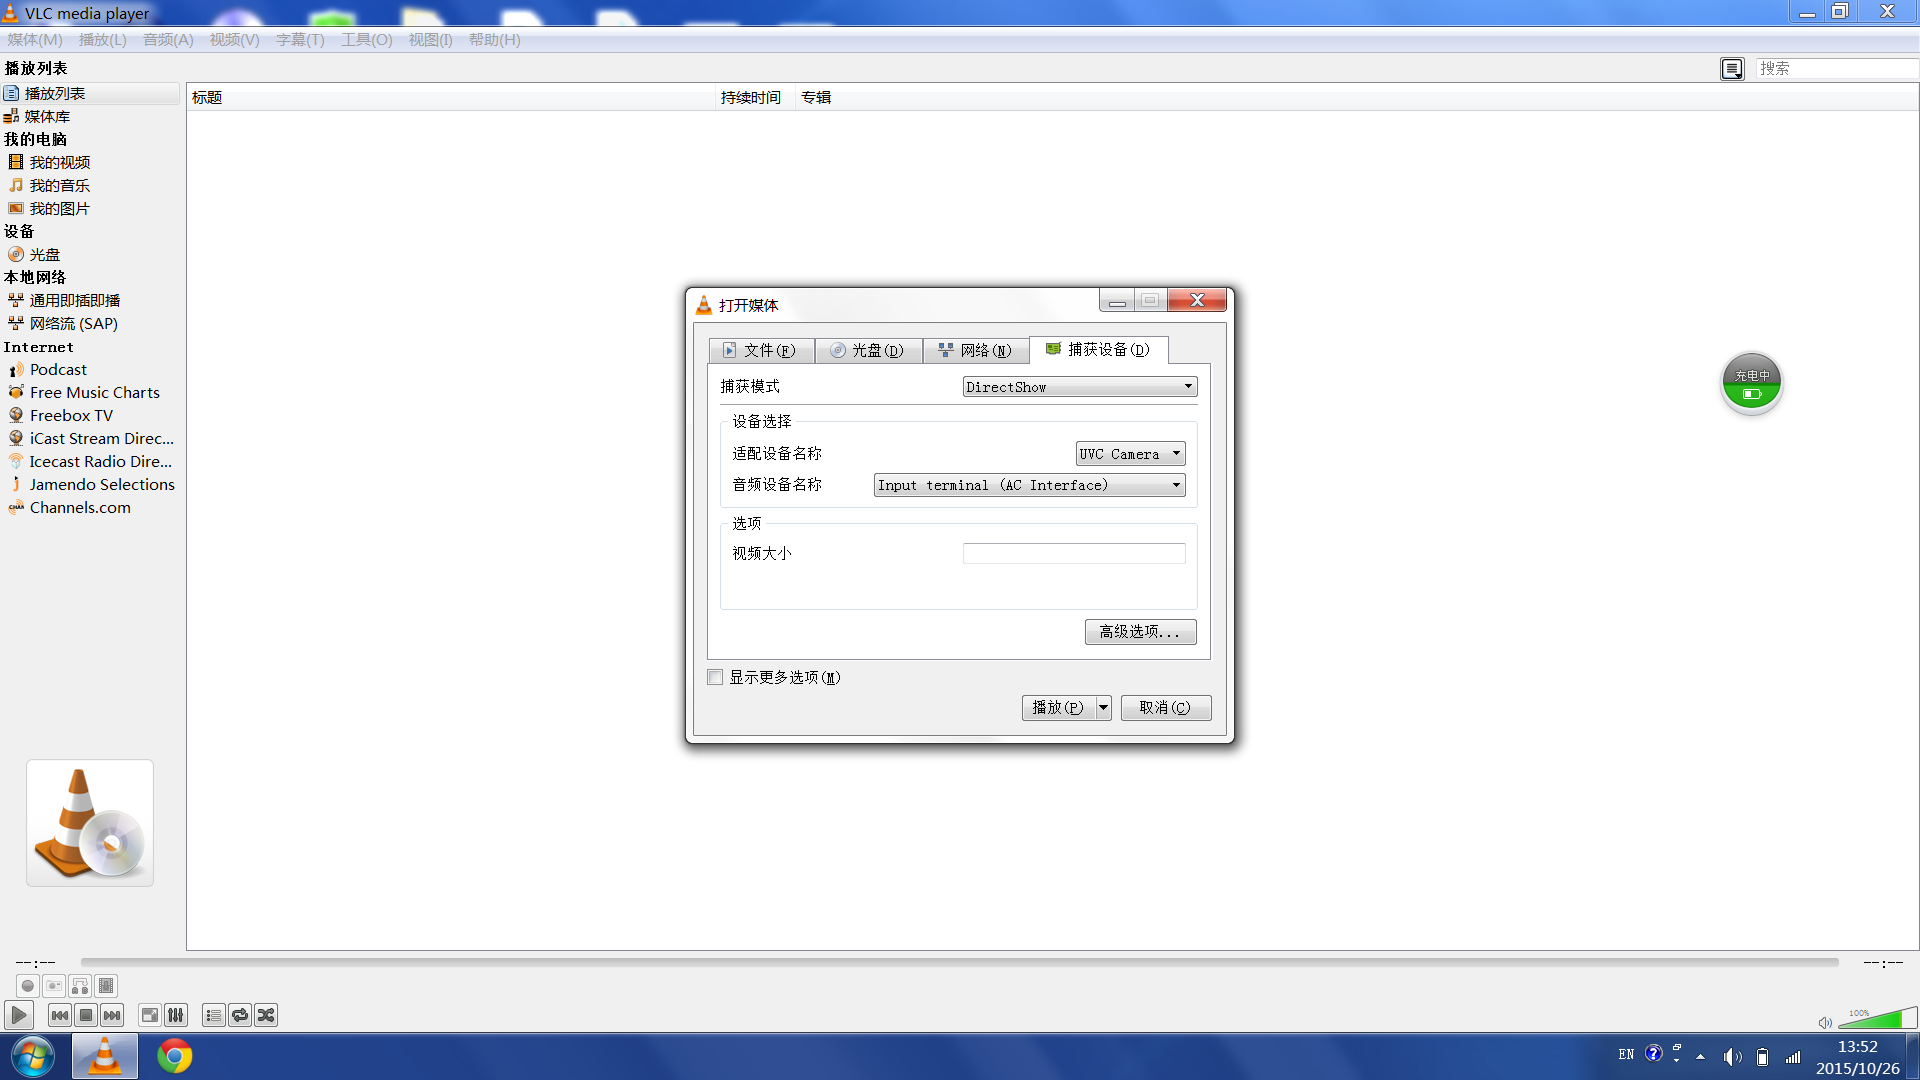 VLC media player
媒体(M) 播放(L) 音频(A) 视频(V) 字幕(T) 工具(O) 视图(I) 帮助(H)
播放列表
搜索
播放列表
媒体库
我的电脑
我的视频
我的音乐
我的图片
设备
光盘
本地网络
通用即插即播
网络流 (SAP)
Internet
Podcast
Free Music Charts
Freebox TV
iCast Stream Direc...
Icecast Radio Dire...
Jamendo Selections
Channels.com
标题 持续时间 专辑
打开媒体
文件(F) 光盘(D) 网络(N) 捕获设备(D)
捕获模式 DirectShow
设备选择
适配设备名称 UVC Camera
音频设备名称 Input terminal (AC Interface)
选项
视频大小
高级选项...
显示更多选项(M)
播放(P) 取消(C)
充电中
--:-- --:--
100%
EN
13:52
2015/10/26